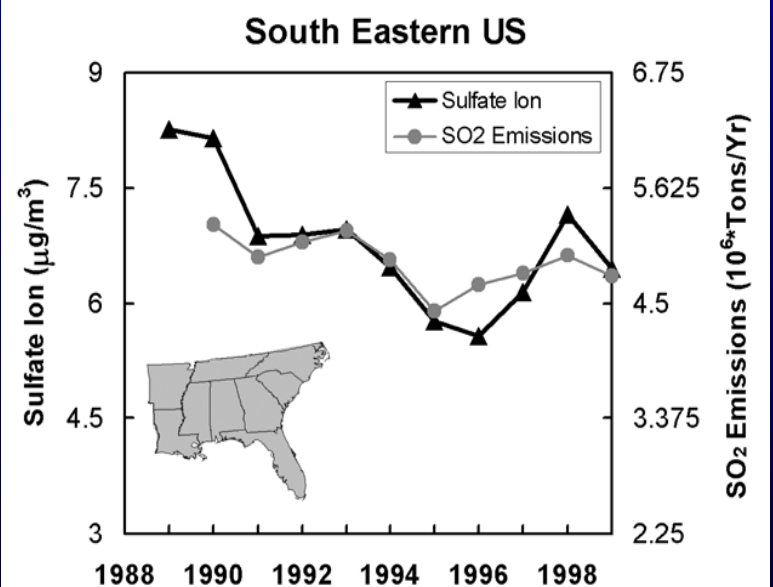 South Eastern US
9
7.5
6
4.5
3
Sulfate Ion (μg/m³)
Sulfate Ion
SO2 Emissions
6.75
5.625
4.5
3.375
2.25
SO₂ Emissions (10⁶*Tons/Yr)
1988 1990 1992 1994 1996 1998